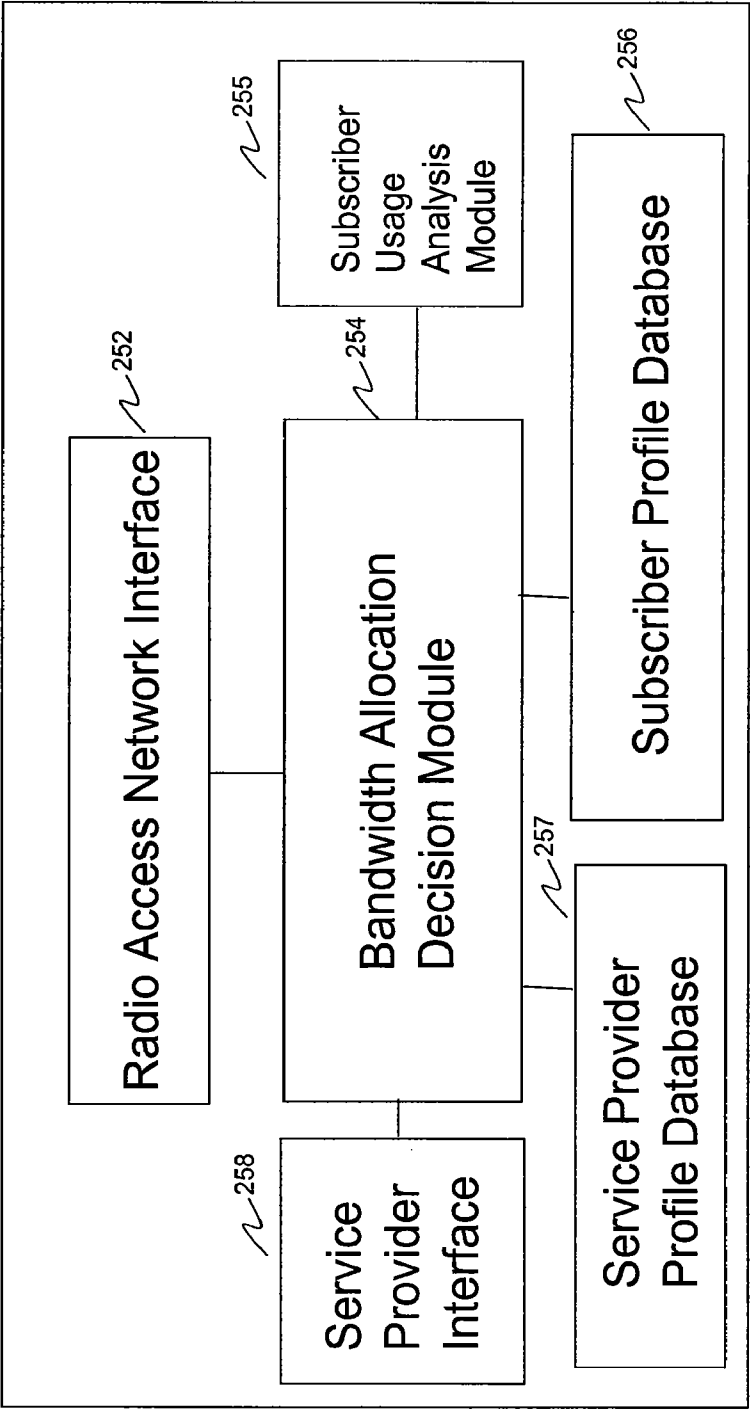 Radio Access Network Interface
252
Service
Provider
Interface
258
Bandwidth Allocation
Decision Module
254
Subscriber
Usage
Analysis
Module
255
Service Provider
Profile Database
257
Subscriber Profile Database
256